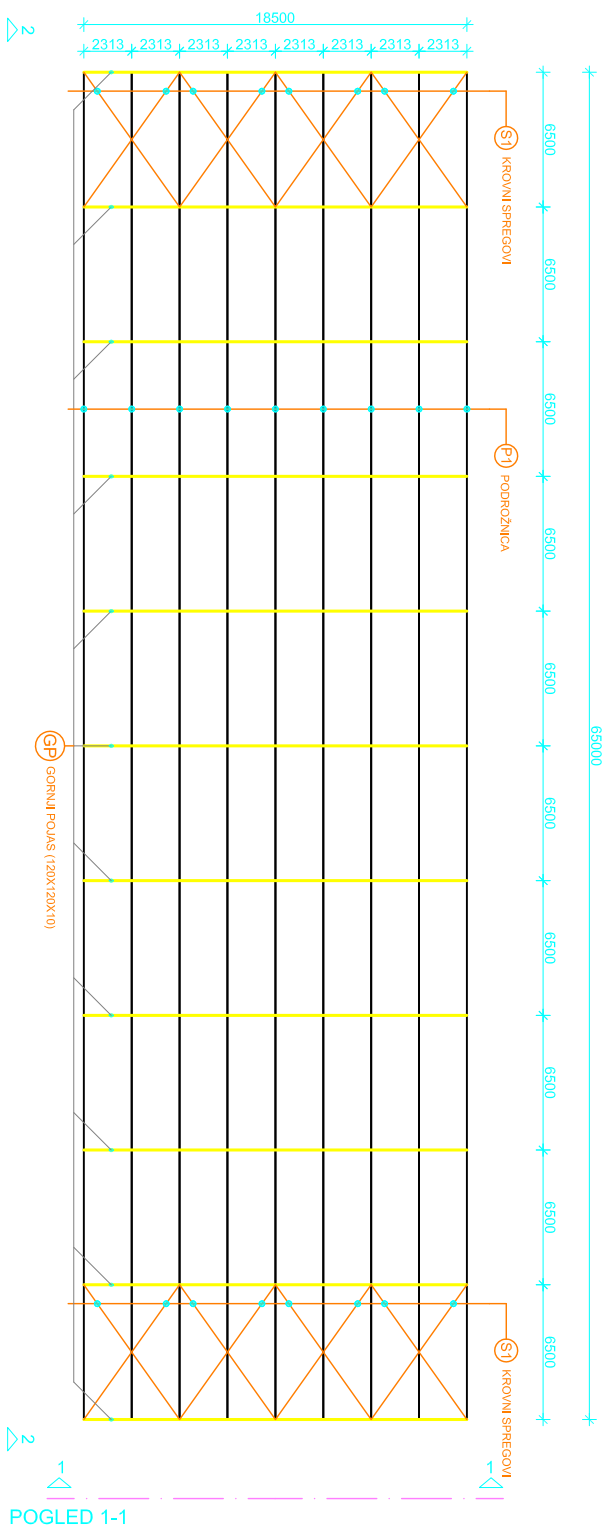 18500
2313 2313 2313 2313 2313 2313 2313 2313
2
S1 KROVNI SPREGOVI
6500
6500
6500
P1 PODROŽNICA
6500
6500
65000
GP GORNJI POJAS (120X120X10)
6500
6500
6500
6500
6500
S1 KROVNI SPREGOVI
2
1 1
POGLED 1-1